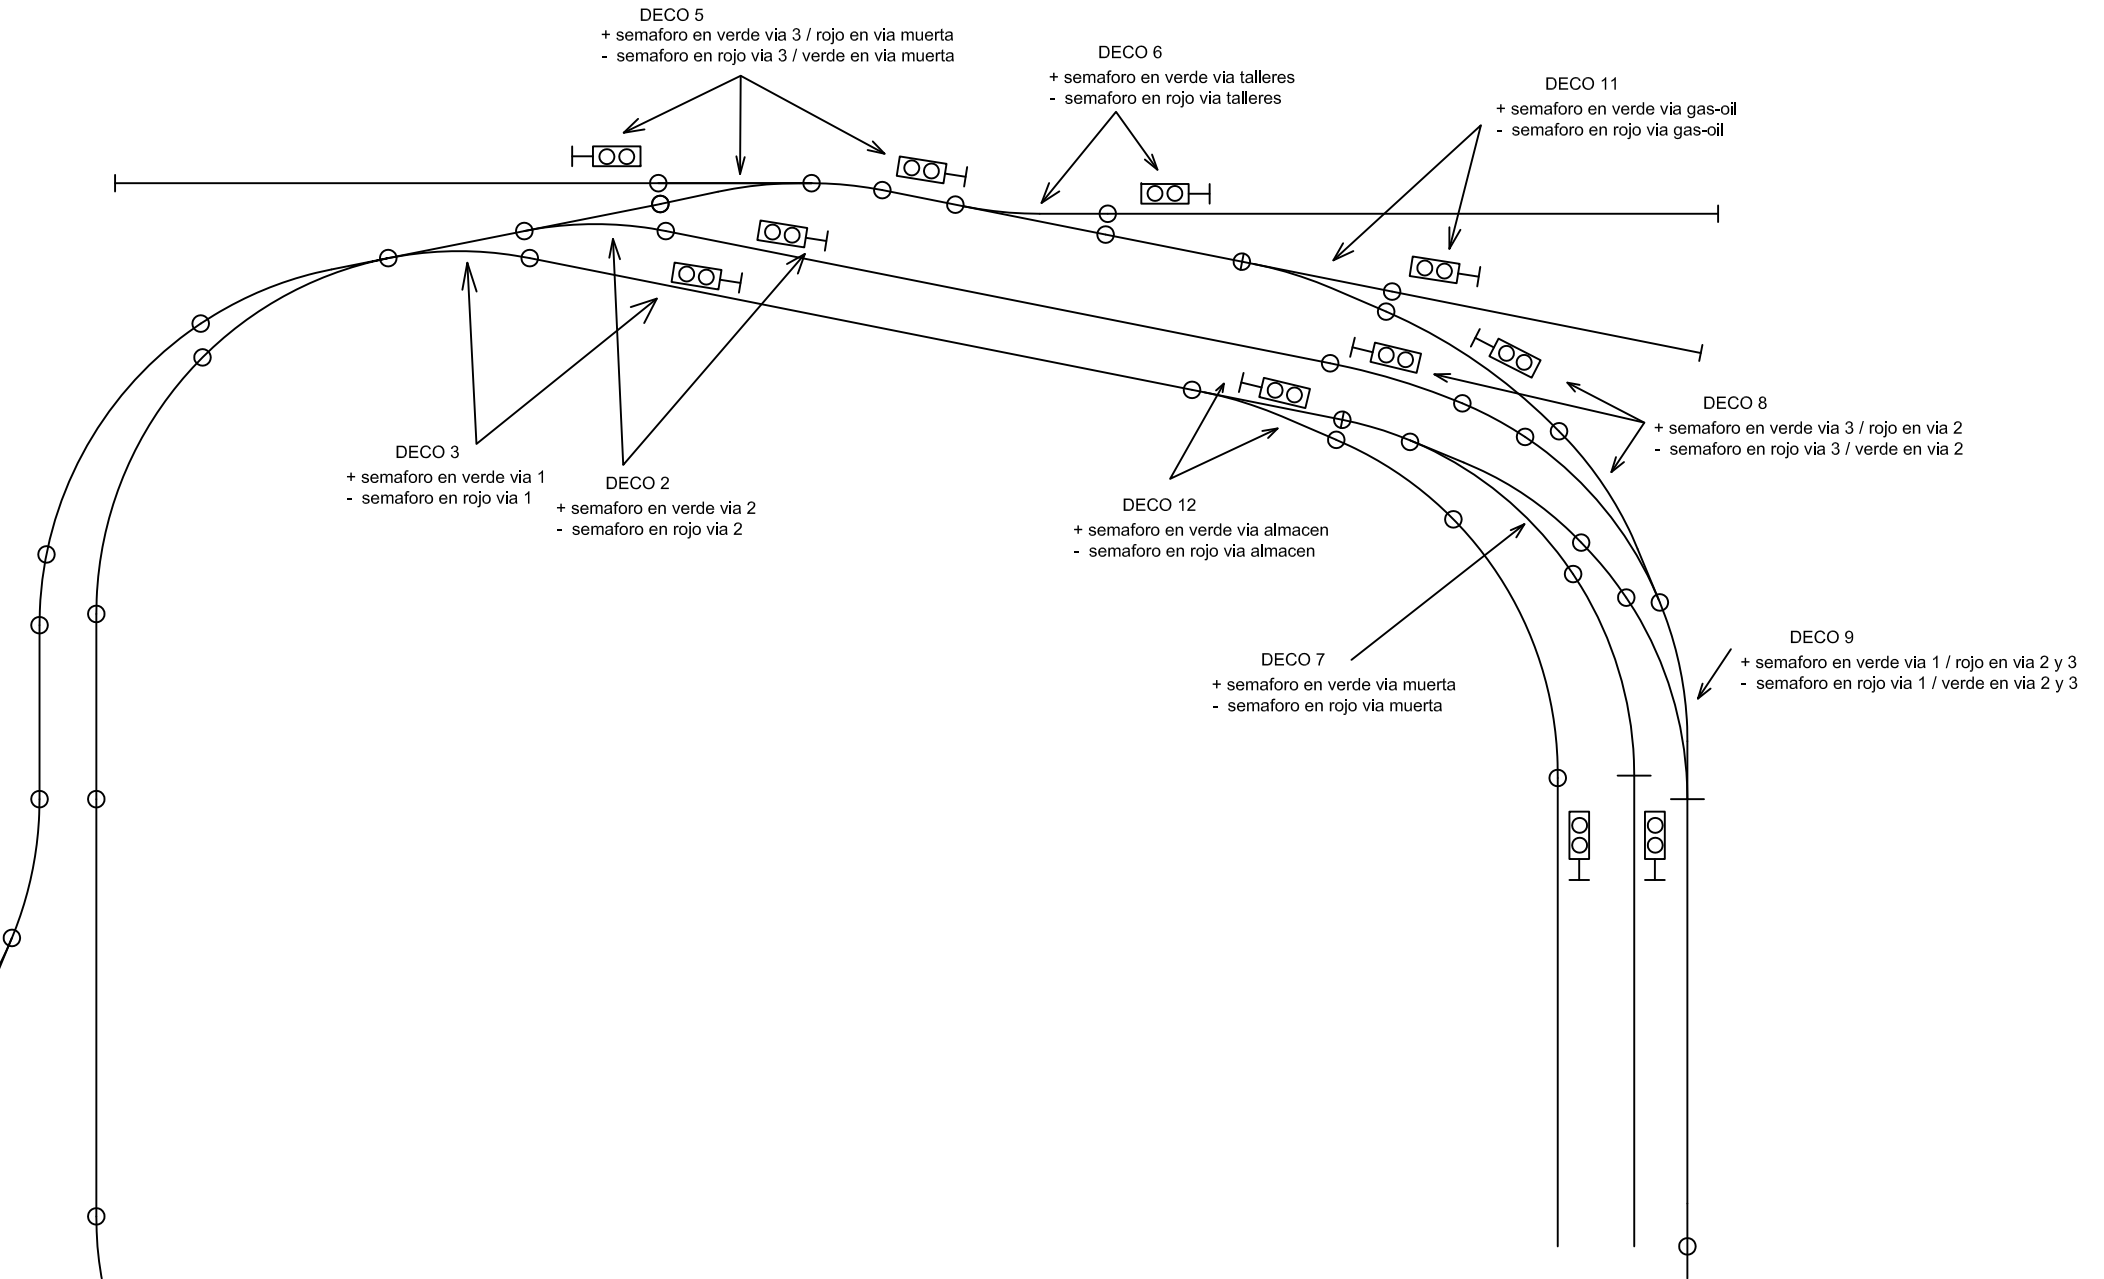 DECO 5
+ semaforo en verde via 3 / rojo en via muerta
- semaforo en rojo via 3 / verde en via muerta
DECO 6
+ semaforo en verde via talleres
- semaforo en rojo via talleres
DECO 11
+ semaforo en verde via gas-oil
- semaforo en rojo via gas-oil
DECO 8
+ semaforo en verde via 3 / rojo en via 2
- semaforo en rojo via 3 / verde en via 2
DECO 3
+ semaforo en verde via 1
- semaforo en rojo via 1
DECO 2
+ semaforo en verde via 2
- semaforo en rojo via 2
DECO 12
+ semaforo en verde via almacen
- semaforo en rojo via almacen
DECO 9
+ semaforo en verde via 1 / rojo en via 2 y 3
- semaforo en rojo via 1 / verde en via 2 y 3
DECO 7
+ semaforo en verde via muerta
- semaforo en rojo via muerta